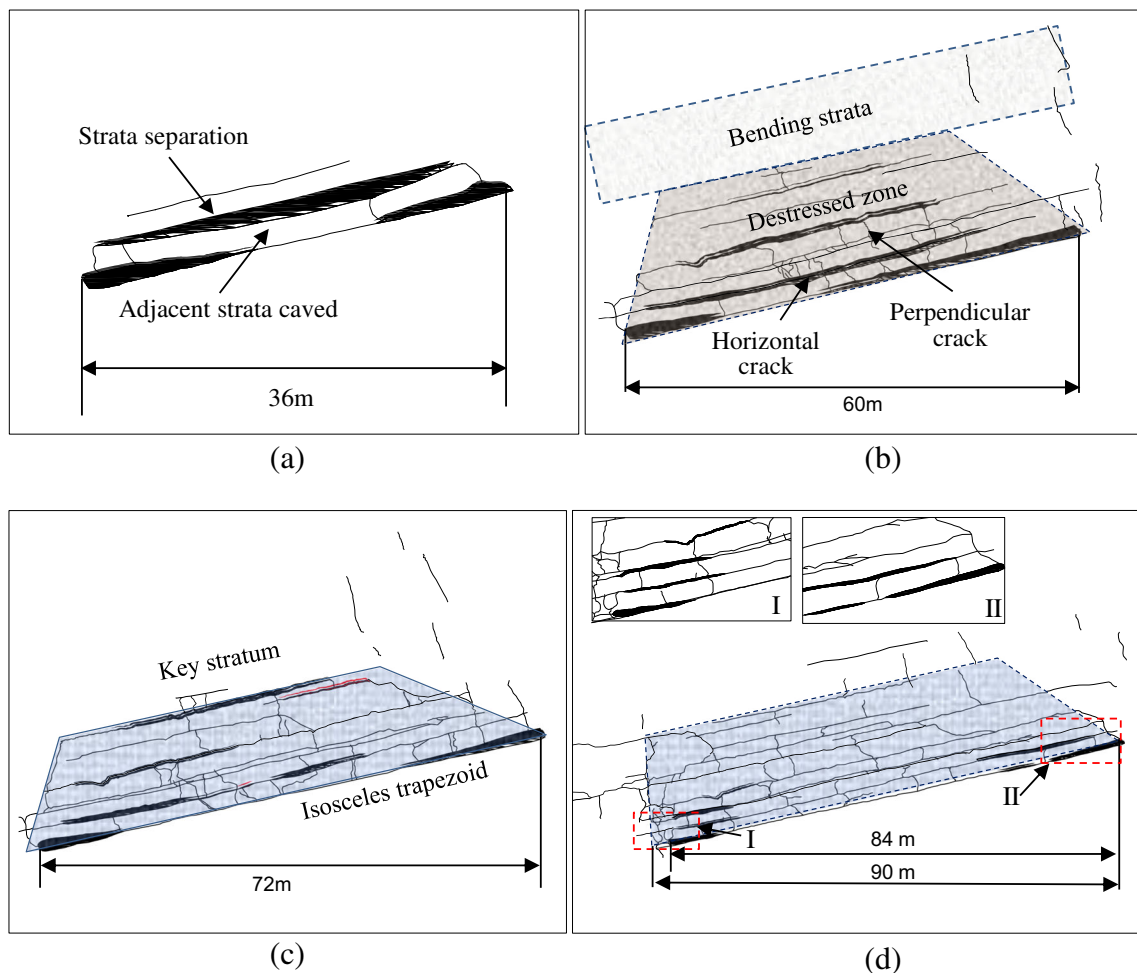 Strata separation
Adjacent strata caved
36m
(a)
Bending strata
Destressed zone
Perpendicular
crack
Horizontal
crack
60m
(b)
Key stratum
Isosceles trapezoid
72m
(c)
I
II
II
I
84 m
90 m
(d)